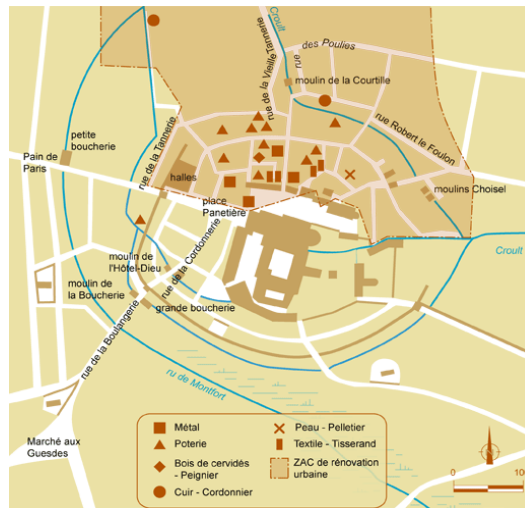 Croult
des Poulies
rue
moulin de la Courtille
rue de la Vieille Tannerie
rue Robert le Foulon
petite
boucherie
rue de la Tannerie
Pain de
Paris
halles
moulins Choisel
place
Panetière
Croult
moulin de
l'Hôtel-Dieu
rue de la Cordonnerie
moulin de
la Boucherie
grande boucherie
rue de la Boulangerie
ru de Montfort
Marché aux
Guesdes
Métal
Poterie
Bois de cervidés
- Peignier
Cuir - Cordonnier
Peau - Pelletier
Textile - Tisserand
ZAC de rénovation
urbaine
0